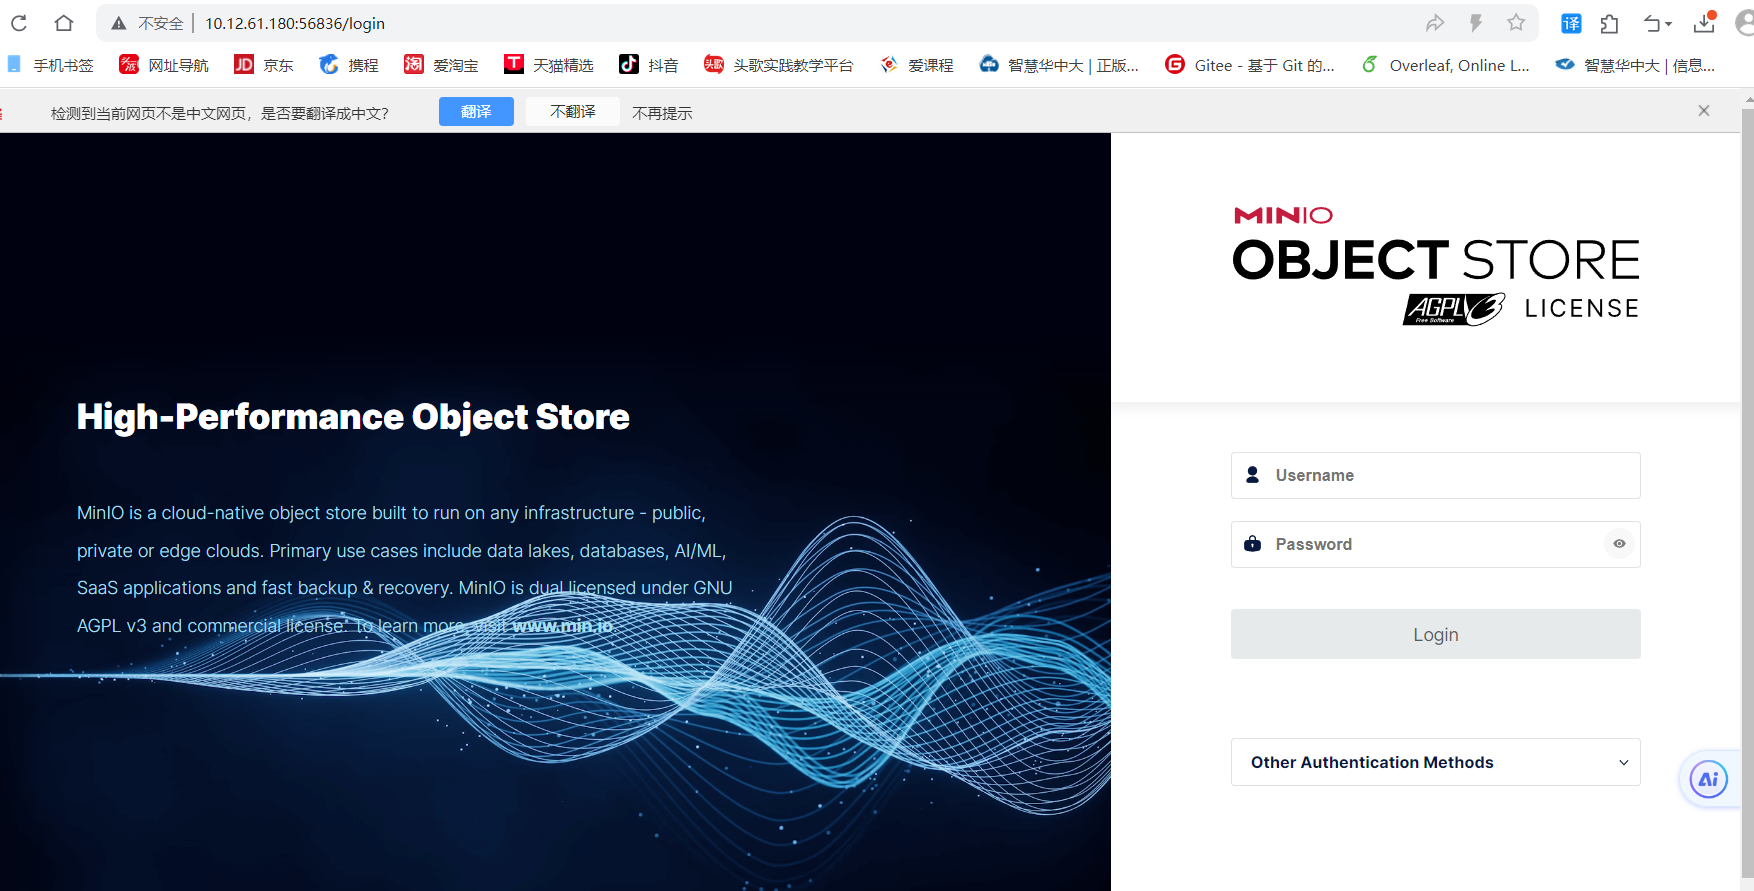 不安全 10.12.61.180:56836/login 译
手机书签 网址导航 JD 京东 携程 淘 爱淘宝 T 天猫精选 抖音 头歌 头歌实践教学平台 爱课程 智慧华中大 | 正版... G Gitee - 基于 Git 的... Overleaf, Online L... 智慧华中大 | 信息...
检测到当前网页不是中文网页，是否要翻译成中文？ 翻译 不翻译 不再提示
MINIO
OBJECT STORE
AGPL v3 Free Software LICENSE
High-Performance Object Store
MinIO is a cloud-native object store built to run on any infrastructure - public,
private or edge clouds. Primary use cases include data lakes, databases, AI/ML,
SaaS applications and fast backup & recovery. MinIO is dual licensed under GNU
AGPL v3 and commercial license. To learn more, visit www.min.io.
Username
Password
Login
Other Authentication Methods
Ai